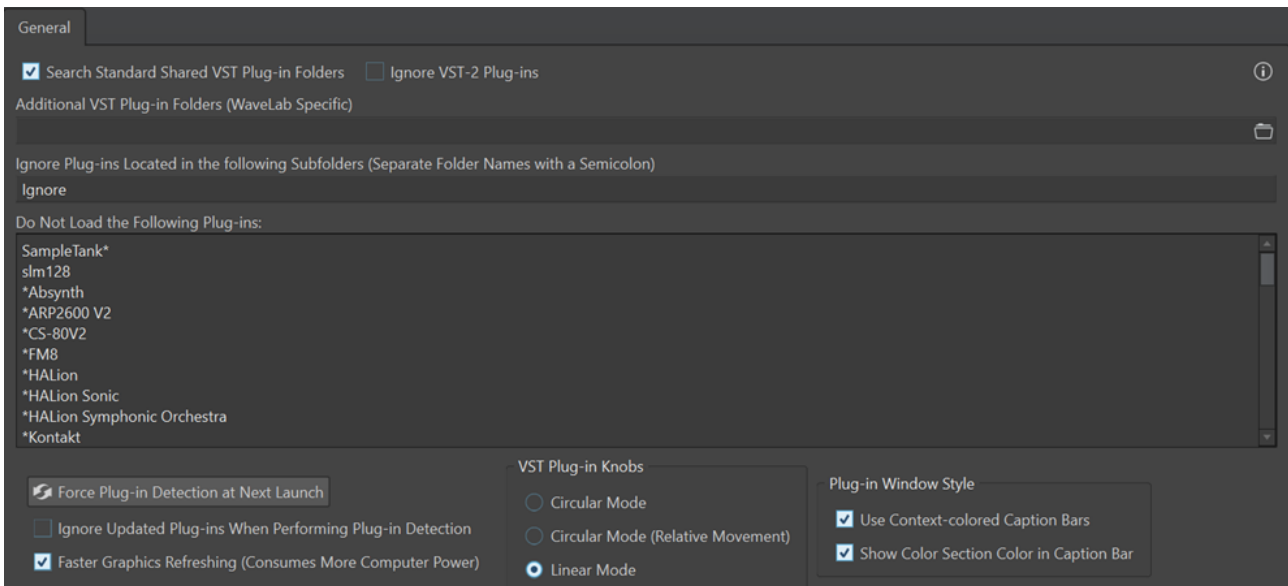 General
Search Standard Shared VST Plug-in Folders Ignore VST-2 Plug-ins
Additional VST Plug-in Folders (WaveLab Specific)
Ignore Plug-ins Located in the following Subfolders (Separate Folder Names with a Semicolon)
Ignore
Do Not Load the Following Plug-ins:
SampleTank*
slm128
*Absynth
*ARP2600 V2
*CS-80V2
*FM8
*HALion
*HALion Sonic
*HALion Symphonic Orchestra
*Kontakt
Force Plug-in Detection at Next Launch
Ignore Updated Plug-ins When Performing Plug-in Detection
Faster Graphics Refreshing (Consumes More Computer Power)
VST Plug-in Knobs
Circular Mode
Circular Mode (Relative Movement)
Linear Mode
Plug-in Window Style
Use Context-colored Caption Bars
Show Color Section Color in Caption Bar